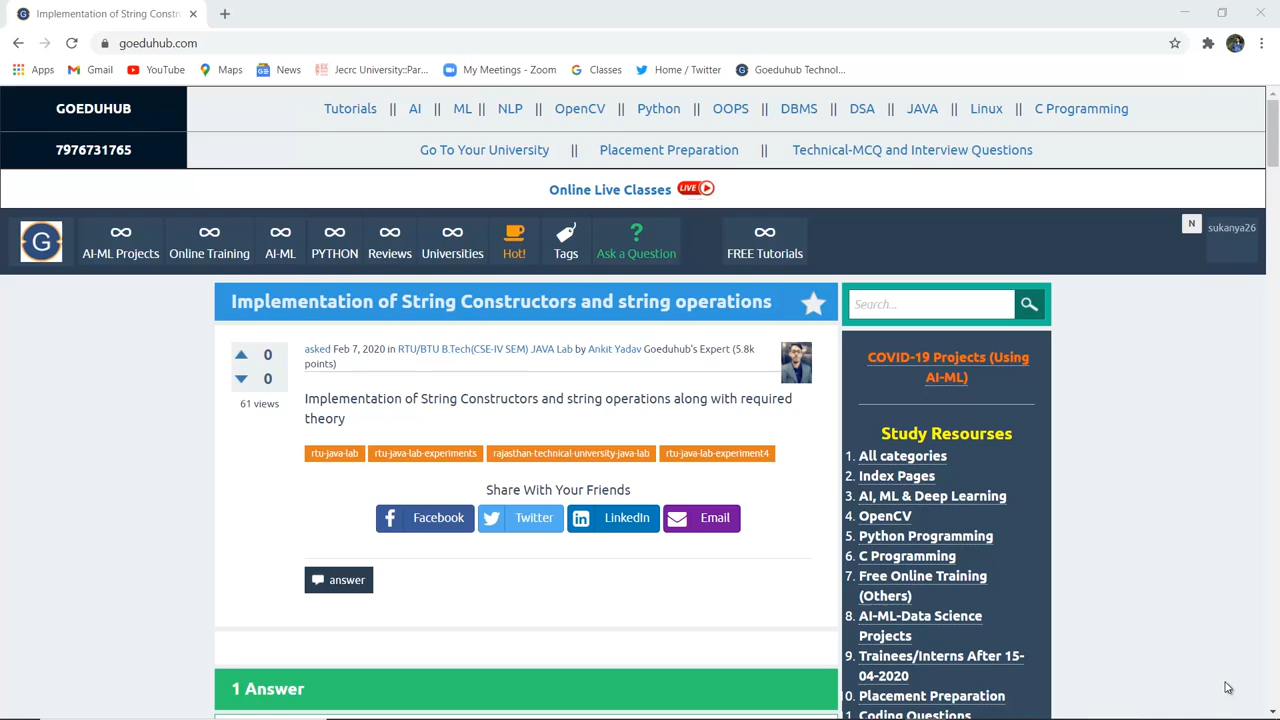 Implementation of String Constr
goeduhub.com
Apps Gmail YouTube Maps News Jecrc University::Par... My Meetings - Zoom Classes Home / Twitter Goeduhub Technol...
GOEDUHUB
Tutorials || AI || ML || NLP || OpenCV || Python || OOPS || DBMS || DSA || JAVA || Linux || C Programming
7976731765
Go To Your University || Placement Preparation || Technical-MCQ and Interview Questions
Online Live Classes LIVE
G AI-ML Projects Online Training AI-ML PYTHON Reviews Universities Hot! Tags ? Ask a Question FREE Tutorials N sukanya26
Implementation of String Constructors and string operations
0
0
61 views
asked Feb 7, 2020 in RTU/BTU B.Tech(CSE-IV SEM) JAVA Lab by Ankit Yadav Goeduhub's Expert (5.8k
points)
Implementation of String Constructors and string operations along with required
theory
rtu-java-lab rtu-java-lab-experiments rajasthan-technical-university-java-lab rtu-java-lab-experiment4
Share With Your Friends
Facebook Twitter LinkedIn Email
answer
1 Answer
Search...
COVID-19 Projects (Using
AI-ML)
Study Resourses
1. All categories
2. Index Pages
3. AI, ML & Deep Learning
4. OpenCV
5. Python Programming
6. C Programming
7. Free Online Training
(Others)
8. AI-ML-Data Science
Projects
9. Trainees/Interns After 15-
04-2020
0. Placement Preparation
1. Coding Questions